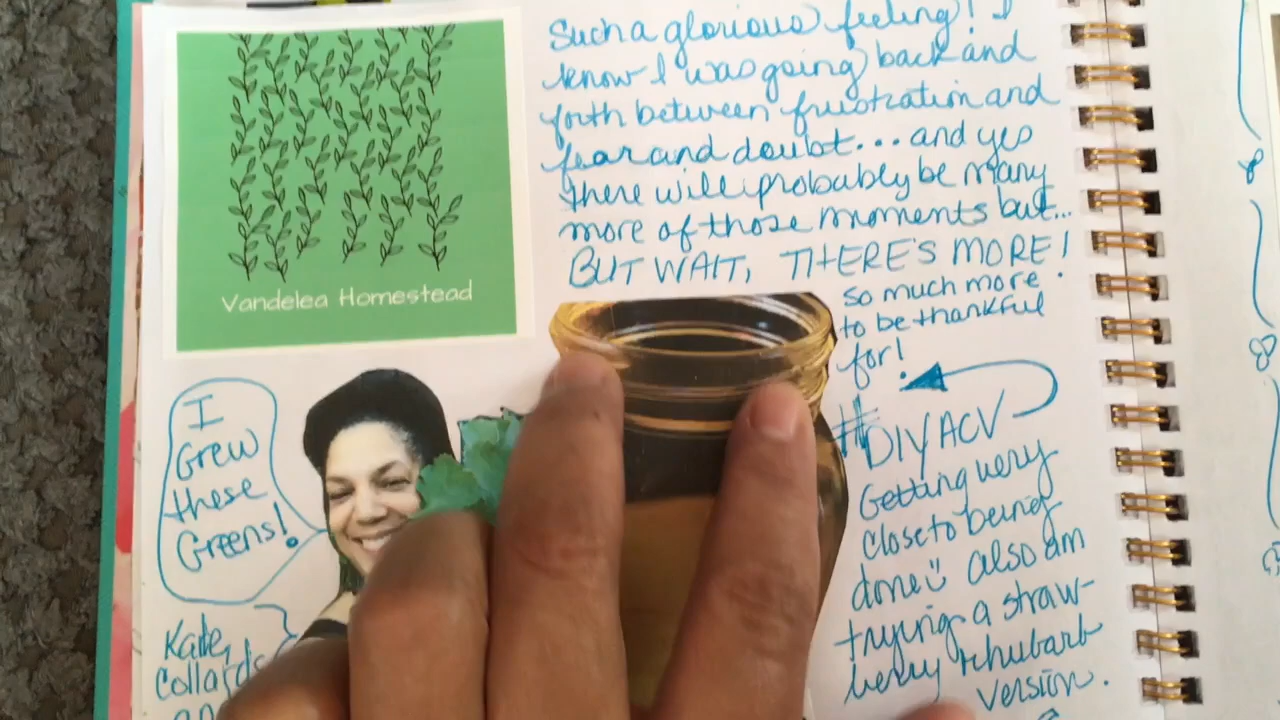 Such a glorious feeling! I
know I was going back and
forth between frustration and
fear and doubt... and yes
there will probably be many
more of those moments but...
BUT WAIT, THERE'S MORE!
so much more
to be thankful
for!
#DIY ACV
Getting very
close to being
done also am
trying a straw-
berry rhubarb
version.
Vandelea Homestead
I
Grew
these
Greens!
Kale,
Collards